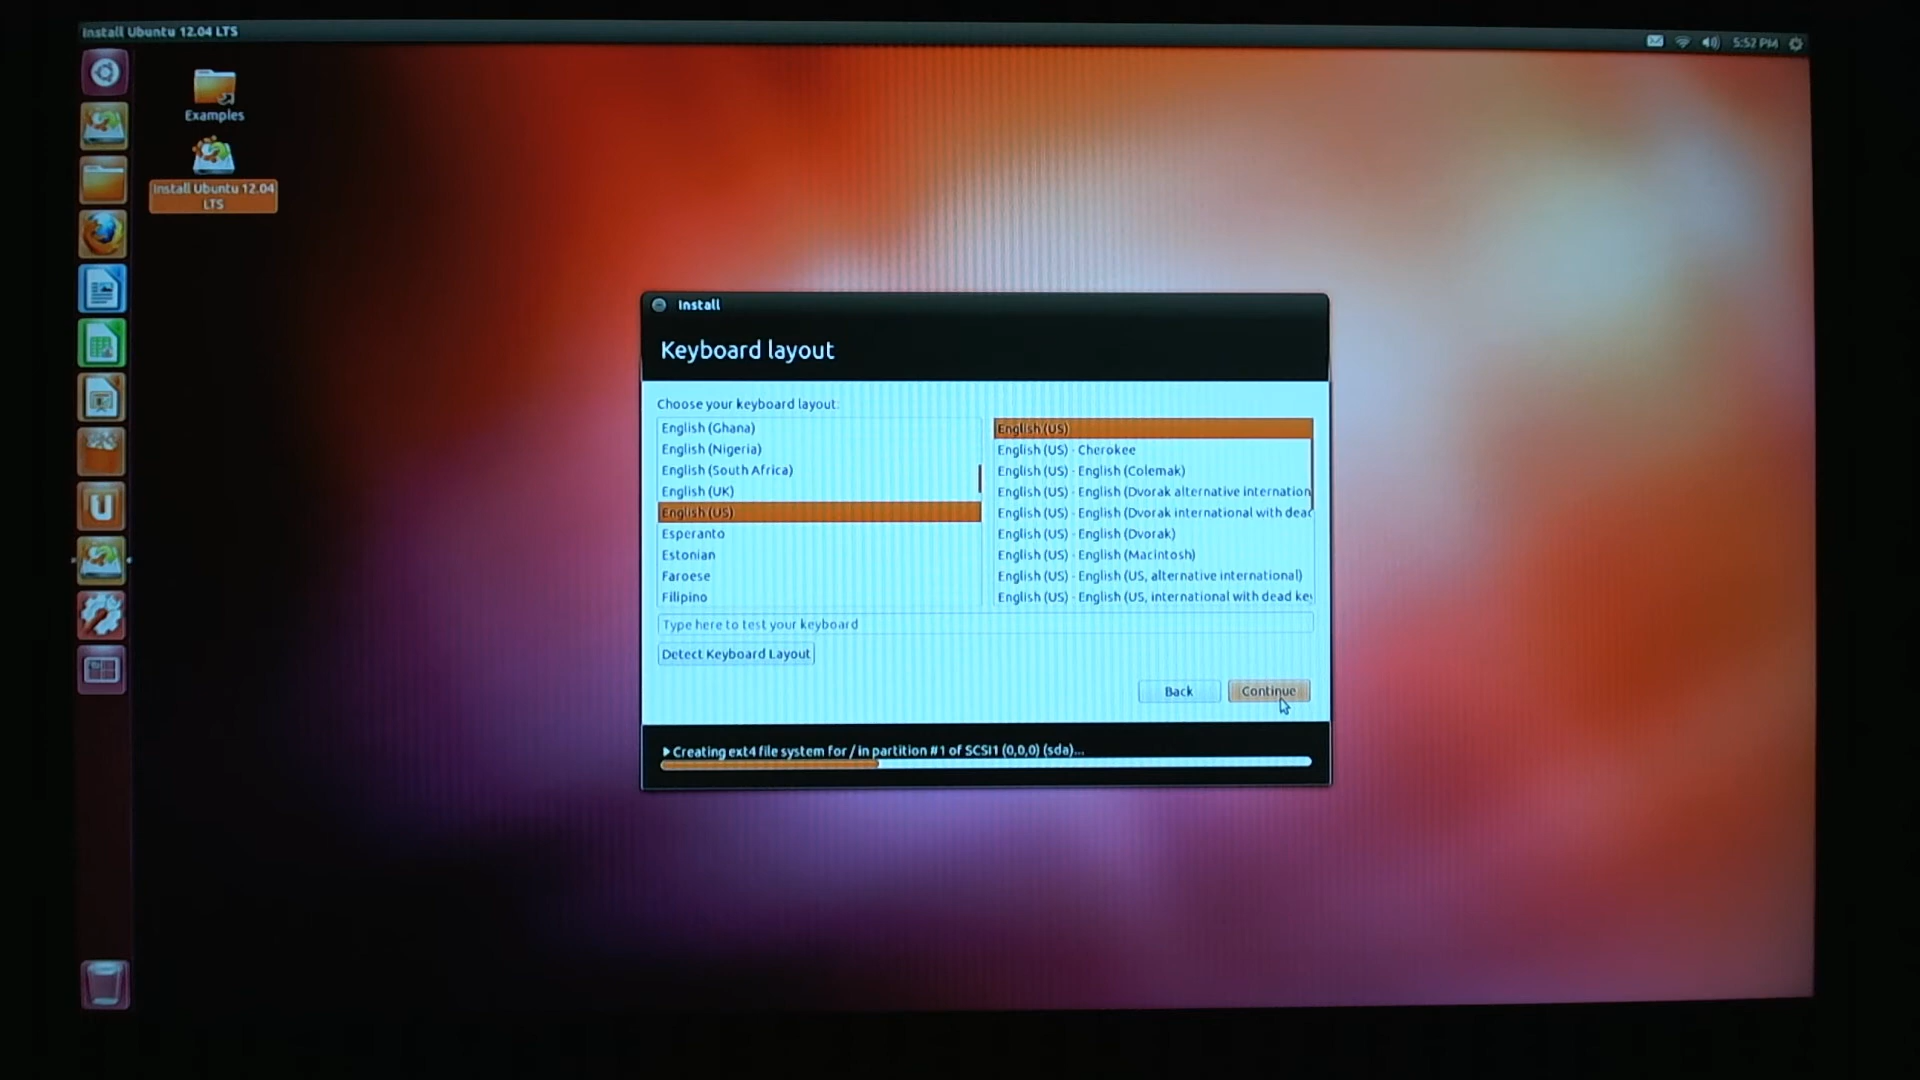 Install Ubuntu 12.04 LTS
5:52 PM
Examples
Install Ubuntu 12.04
LTS
Install
Keyboard layout
Choose your keyboard layout:
English (Ghana)
English (Nigeria)
English (South Africa)
English (UK)
English (US)
Esperanto
Estonian
Faroese
Filipino
English (US)
English (US) - Cherokee
English (US) - English (Colemak)
English (US) - English (Dvorak alternative internation
English (US) - English (Dvorak international with dead
English (US) - English (Dvorak)
English (US) - English (Macintosh)
English (US) - English (US, alternative international)
English (US) - English (US, international with dead key
Type here to test your keyboard
Detect Keyboard Layout
Back
Continue
Creating ext4 file system for / in partition #1 of SCSI1 (0,0,0) (sda)...